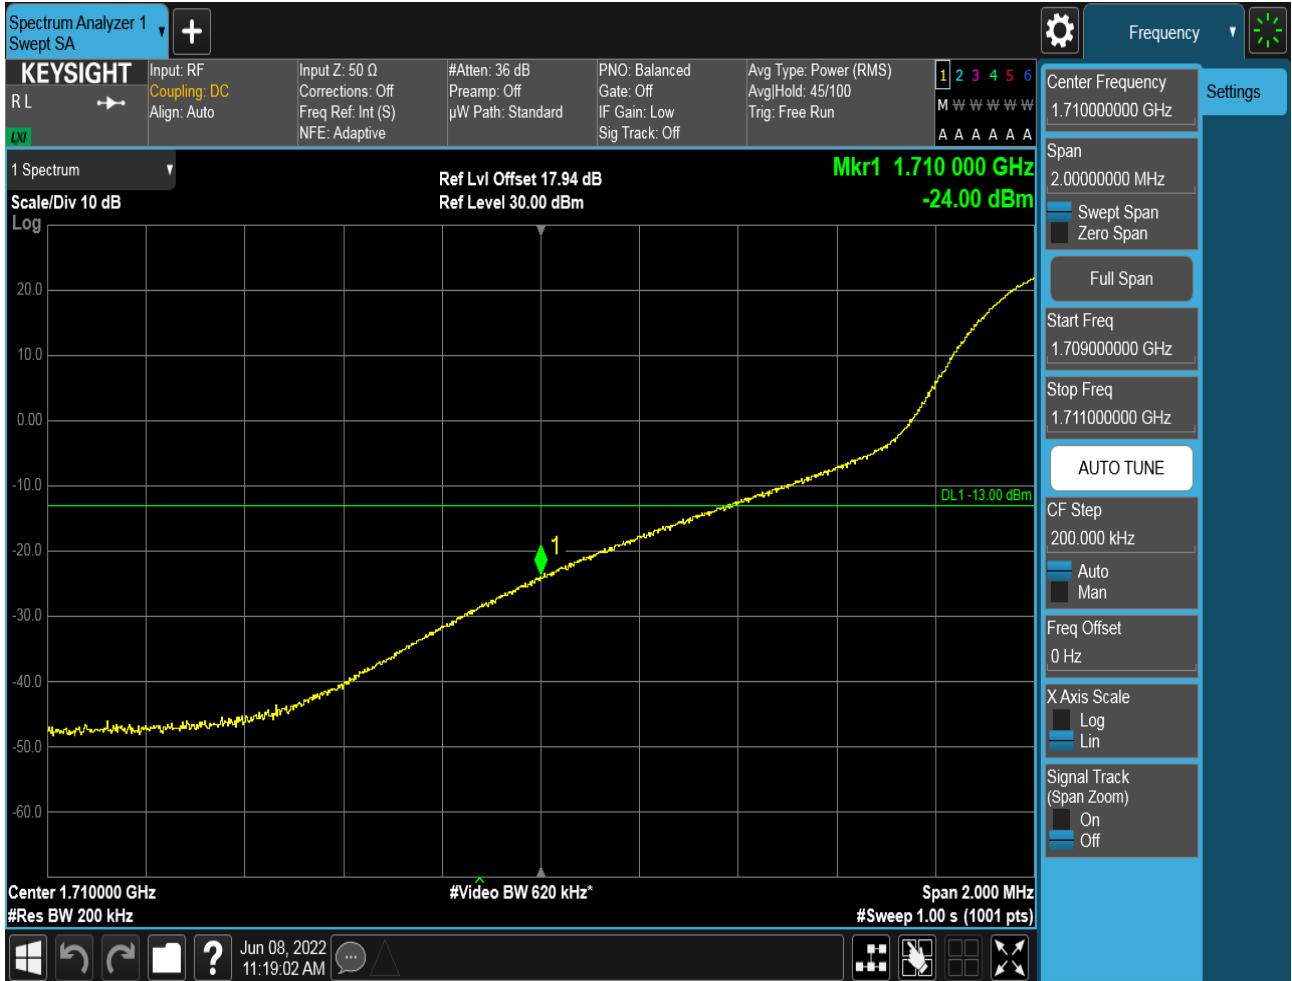 Spectrum Analyzer 1
Swept SA
Frequency
KEYSIGHT
R L
LXI
Input: RF
Coupling: DC
Align: Auto
Input Z: 50 Ω
Corrections: Off
Freq Ref: Int (S)
NFE: Adaptive
#Atten: 36 dB
Preamp: Off
µW Path: Standard
PNO: Balanced
Gate: Off
IF Gain: Low
Sig Track: Off
Avg Type: Power (RMS)
Avg|Hold: 45/100
Trig: Free Run
1 2 3 4 5 6
M W W W W W
A A A A A A
1 Spectrum
Scale/Div 10 dB
Log
Ref Lvl Offset 17.94 dB
Ref Level 30.00 dBm
Mkr1 1.710 000 GHz
-24.00 dBm
20.0
10.0
0.00
-10.0
DL1 -13.00 dBm
1
-20.0
-30.0
-40.0
-50.0
-60.0
Center 1.710000 GHz
#Res BW 200 kHz
#Video BW 620 kHz*
Span 2.000 MHz
#Sweep 1.00 s (1001 pts)
Center Frequency
1.710000000 GHz
Settings
Span
2.00000000 MHz
Swept Span
Zero Span
Full Span
Start Freq
1.709000000 GHz
Stop Freq
1.711000000 GHz
AUTO TUNE
CF Step
200.000 kHz
Auto
Man
Freq Offset
0 Hz
X Axis Scale
Log
Lin
Signal Track
(Span Zoom)
On
Off
?
Jun 08, 2022
11:19:02 AM